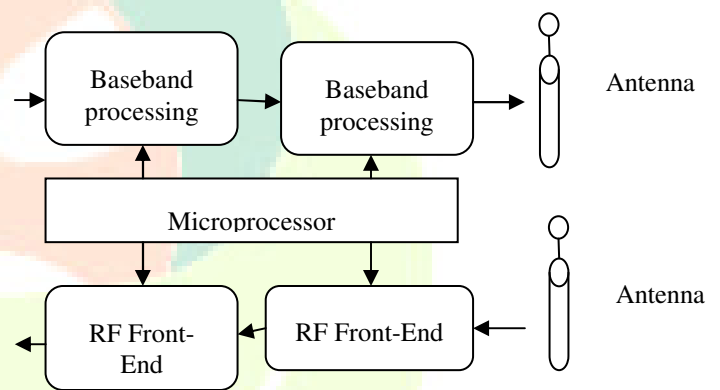 Baseband
processing
Baseband
processing
Antenna
Microprocessor
RF Front-
End
RF Front-End
Antenna